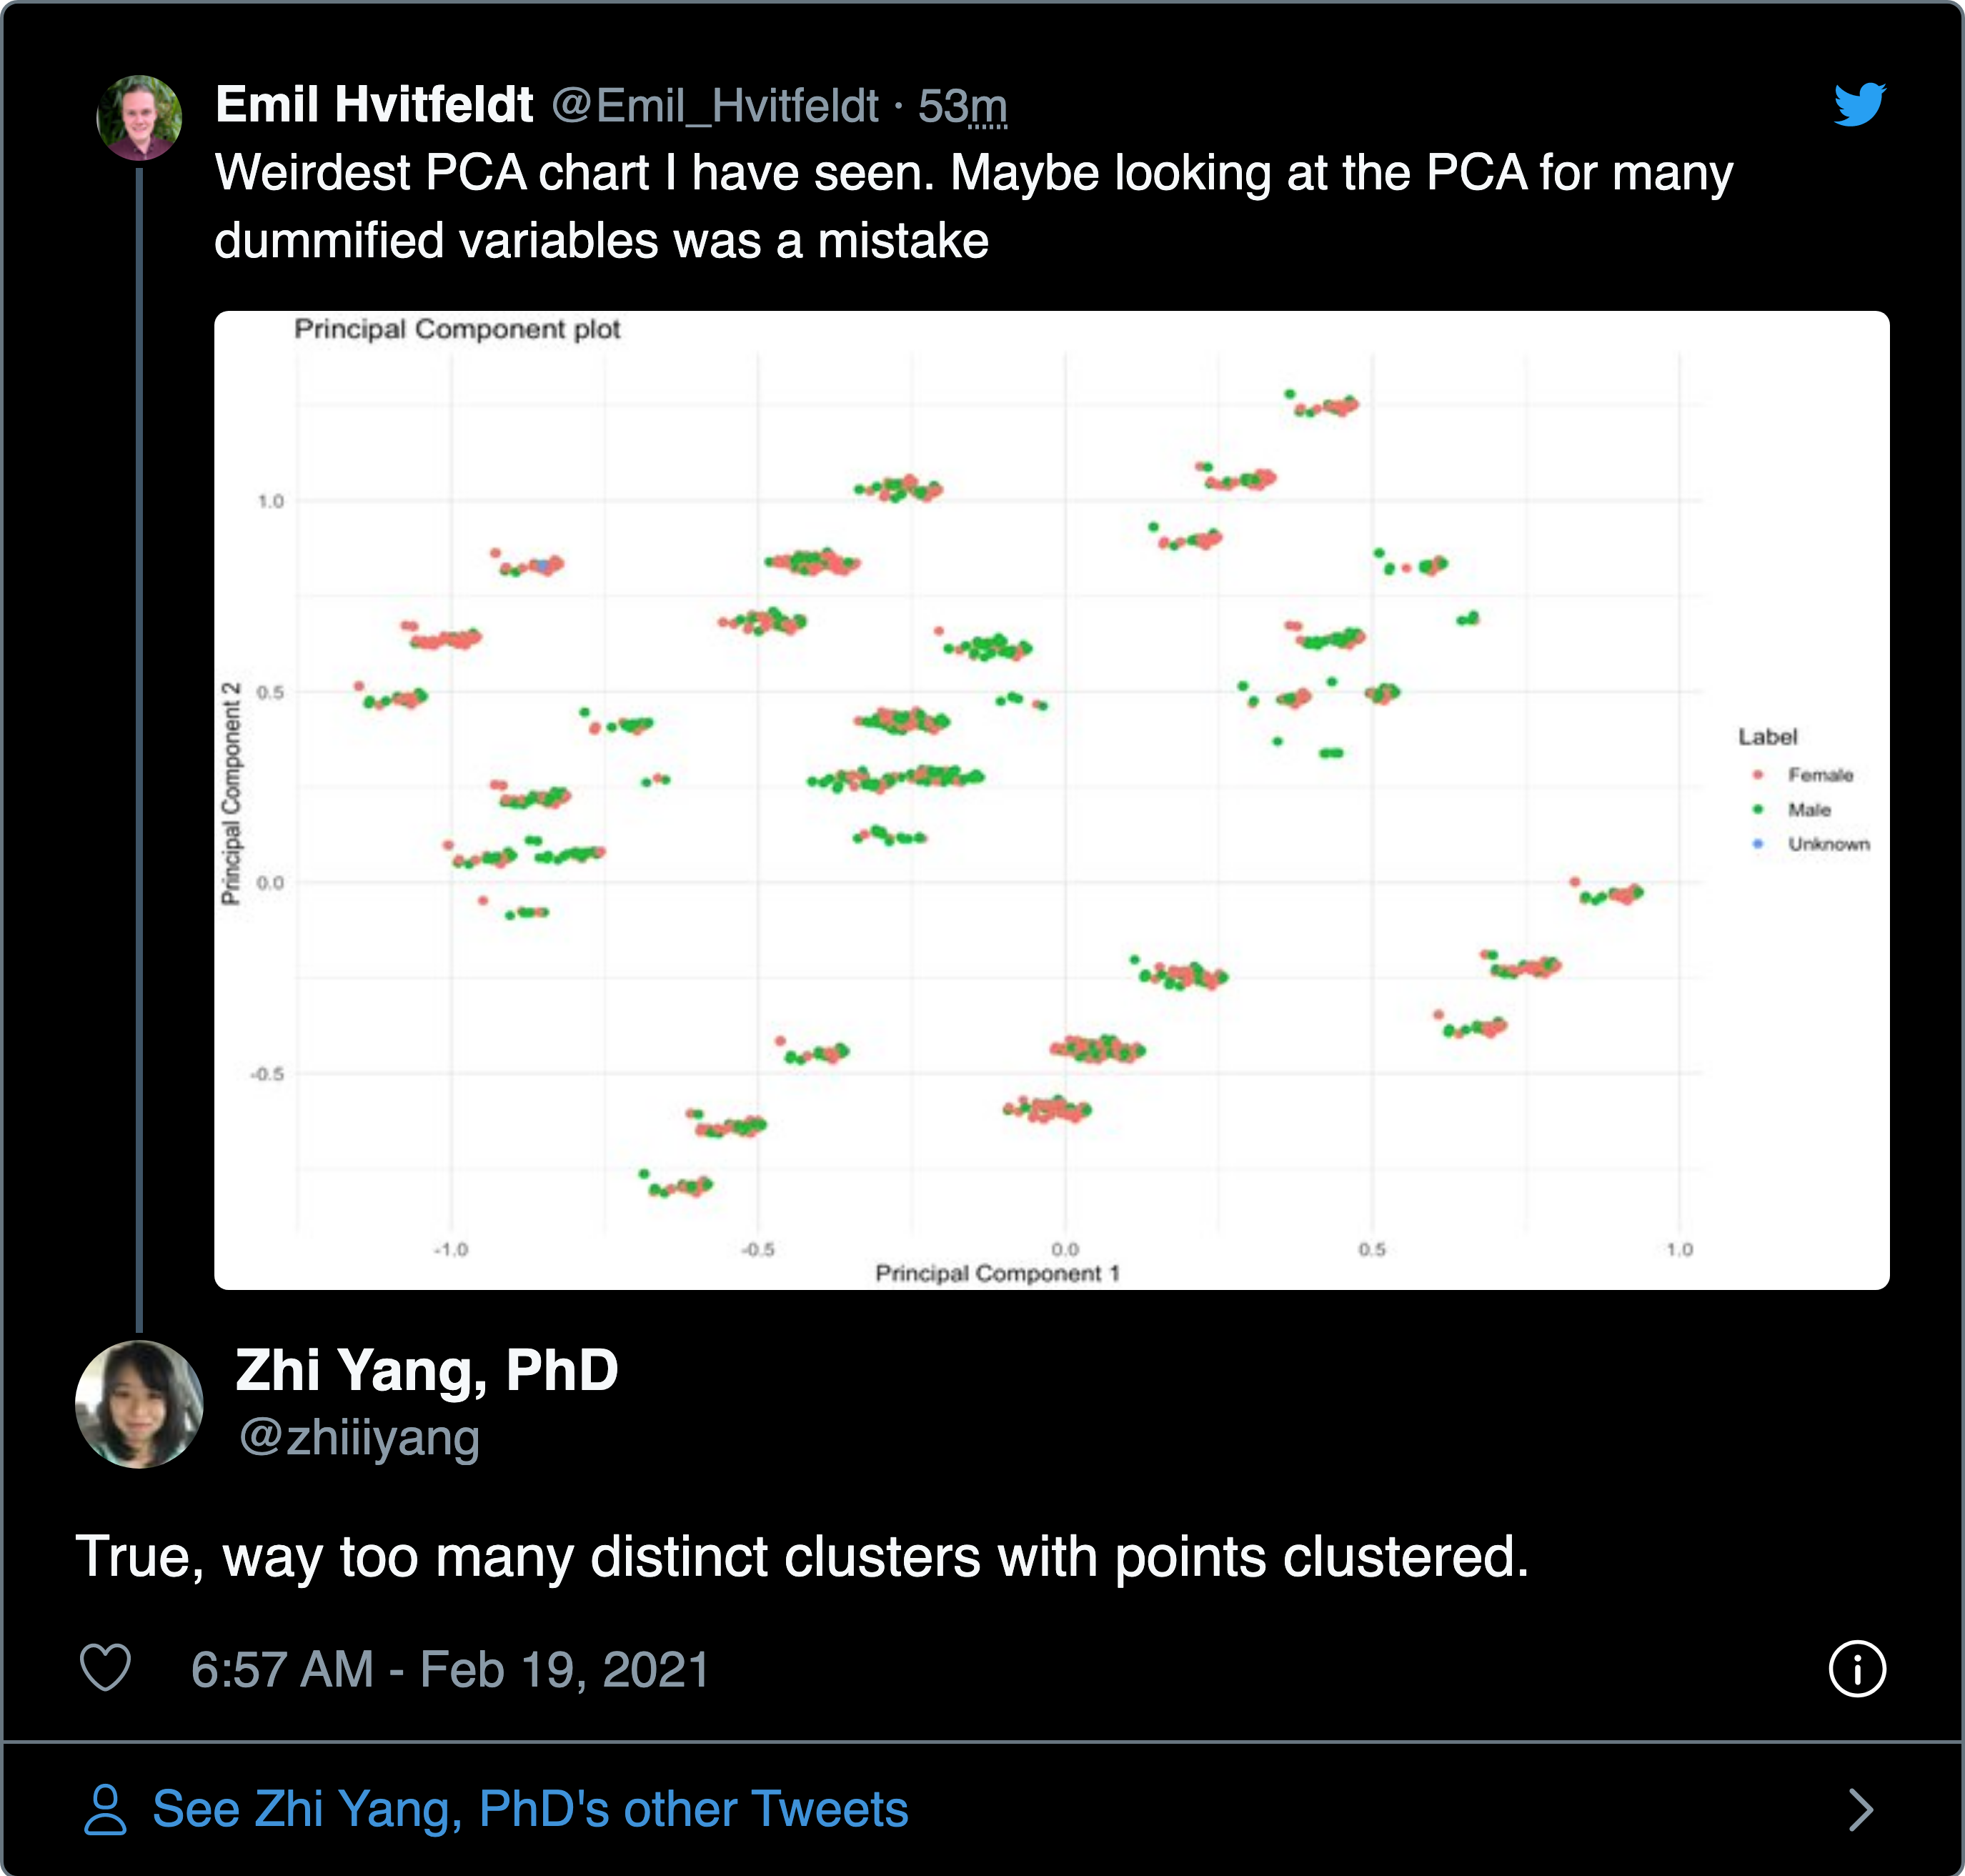 Emil Hvitfeldt @Emil_Hvitfeldt · 53m
Weirdest PCA chart I have seen. Maybe looking at the PCA for many
dummified variables was a mistake
Principal Component plot
1.0
0.5
0.0
-0.5
Principal Component 2
-1.0 -0.5 0.0 0.5 1.0
Principal Component 1
Label
Female
Male
Unknown
Zhi Yang, PhD
@zhiiiyang
True, way too many distinct clusters with points clustered.
6:57 AM - Feb 19, 2021
See Zhi Yang, PhD's other Tweets